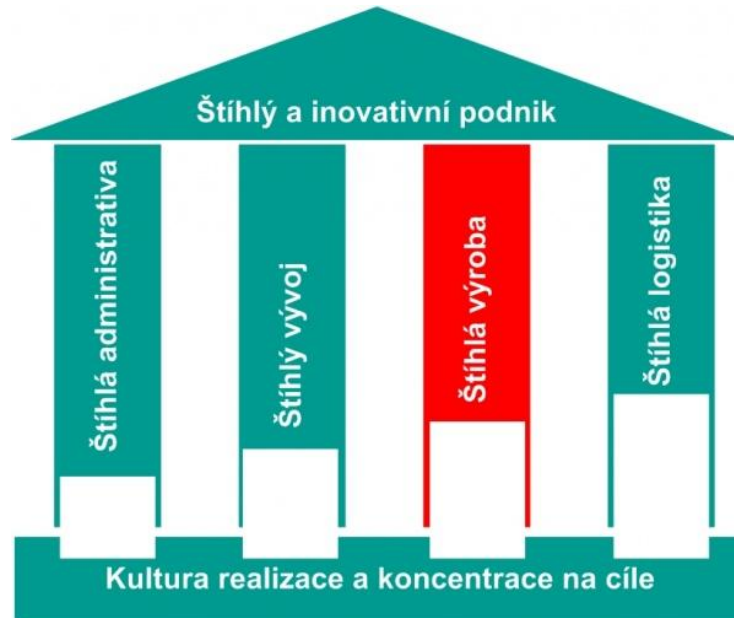 Štíhlý a inovativní podnik
Štíhlá administrativa
Štíhlý vývoj
Štíhlá výroba
Štíhlá logistika
Kultura realizace a koncentrace na cíle